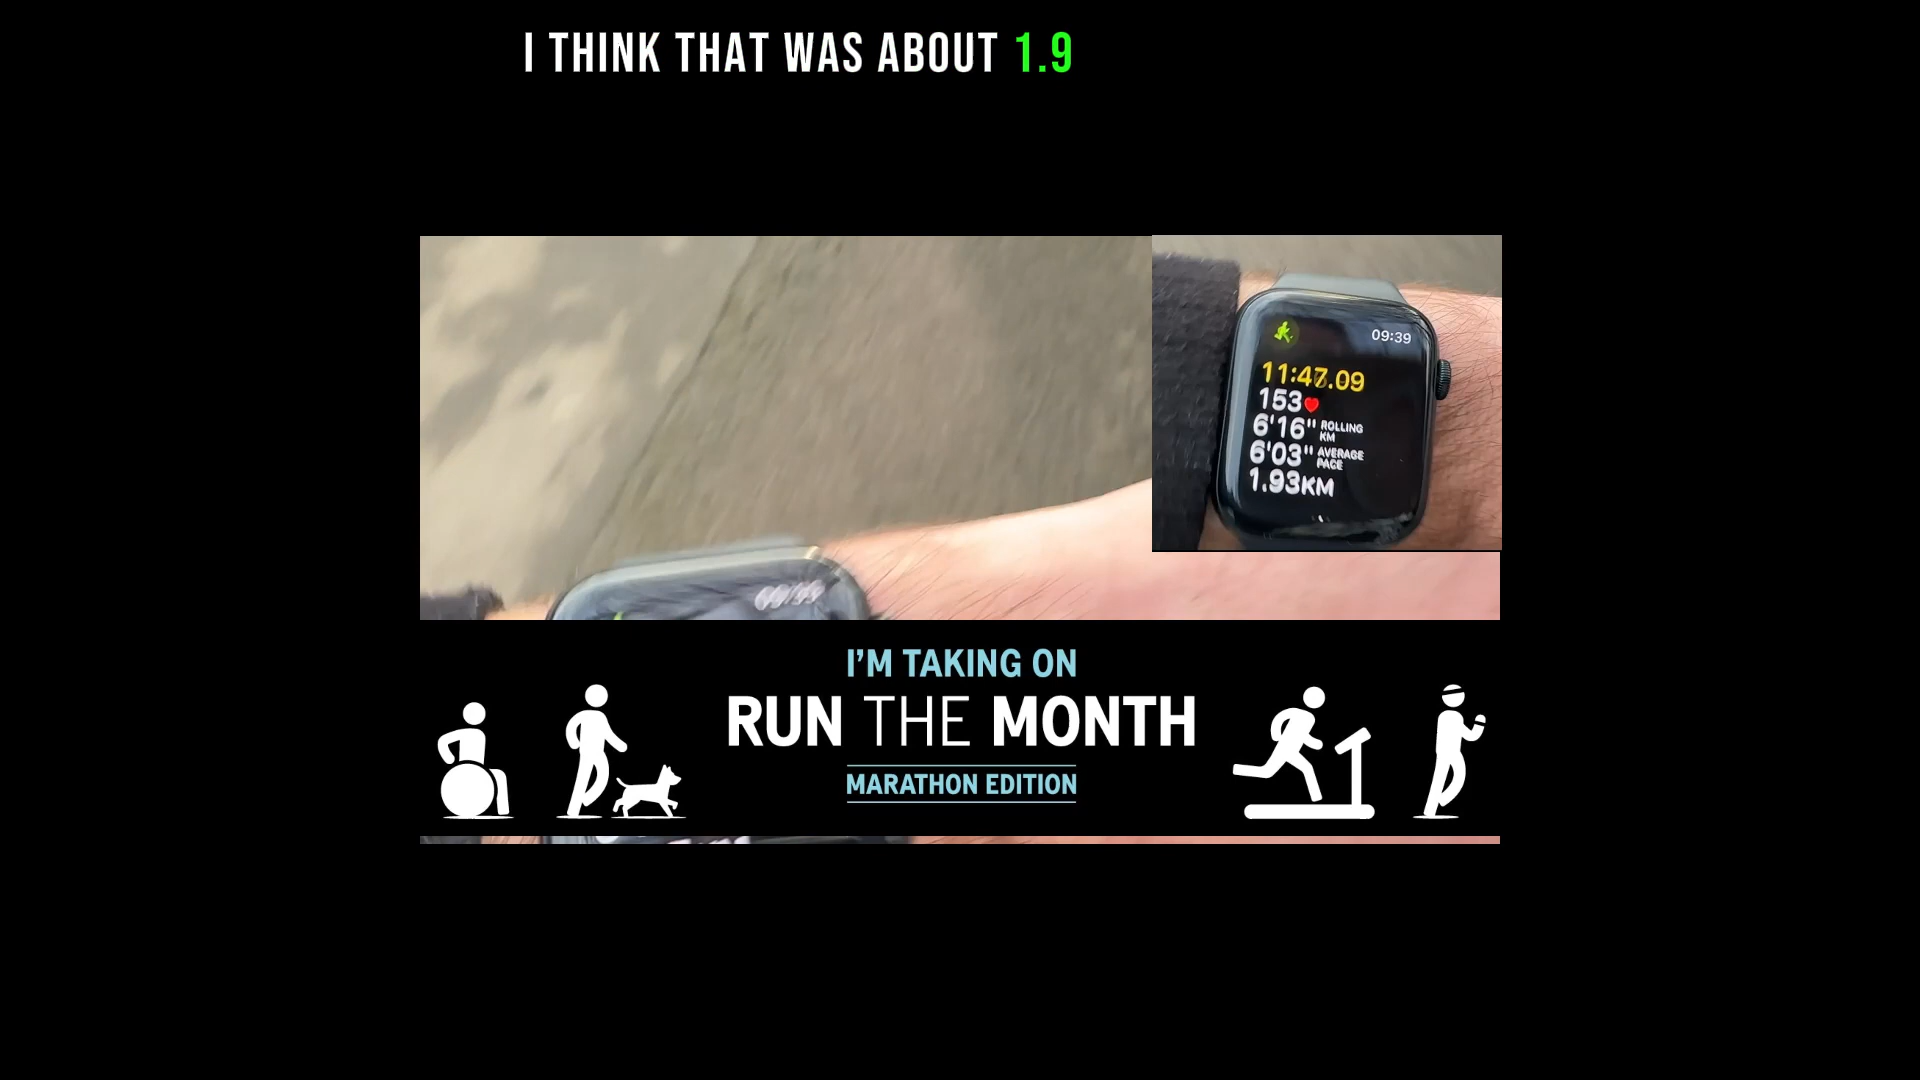 I THINK THAT WAS ABOUT 1.9
09:39
11:47.09
153
6'16" ROLLING KM
6'03" AVERAGE PACE
1.93KM
I'M TAKING ON
RUN THE MONTH
MARATHON EDITION